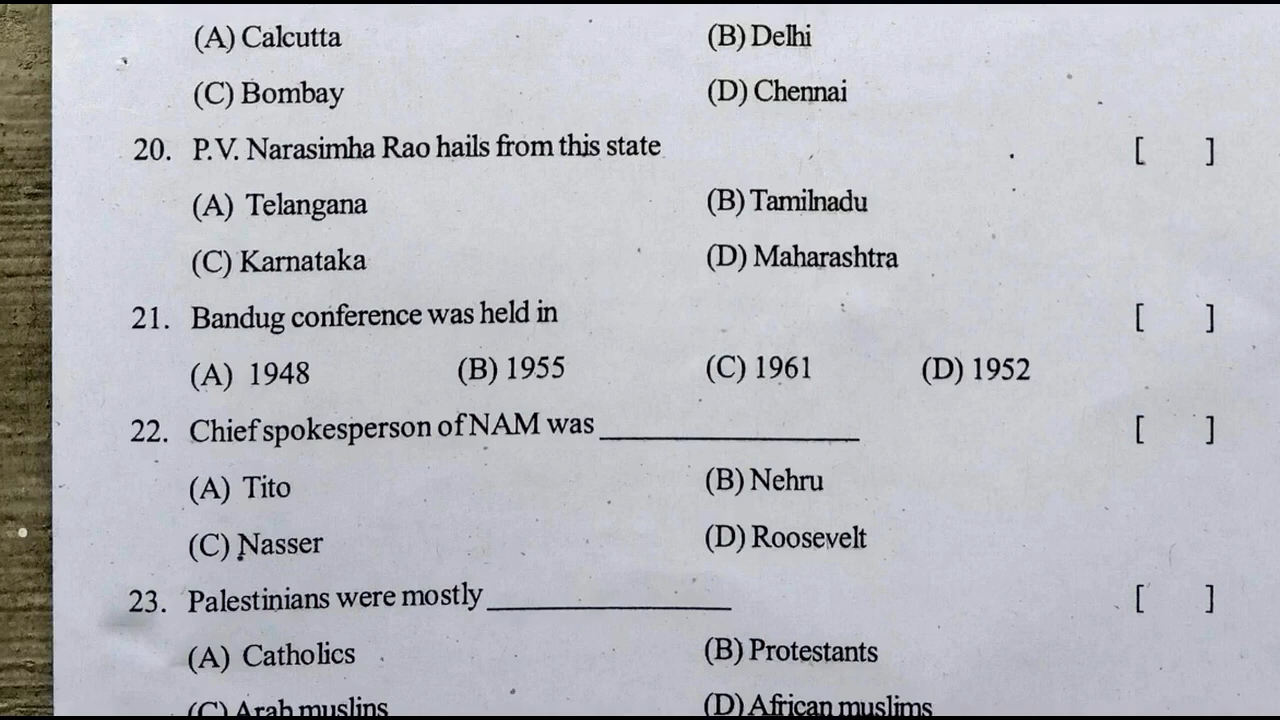 (A) Calcutta (B) Delhi
(C) Bombay (D) Chennai
20. P.V. Narasimha Rao hails from this state [ ]
(A) Telangana (B) Tamilnadu
(C) Karnataka (D) Maharashtra
21. Bandug conference was held in [ ]
(A) 1948 (B) 1955 (C) 1961 (D) 1952
22. Chief spokesperson of NAM was ______________ [ ]
(A) Tito (B) Nehru
(C) Nasser (D) Roosevelt
23. Palestinians were mostly ______________ [ ]
(A) Catholics (B) Protestants
(C) Arab muslins (D) African muslims